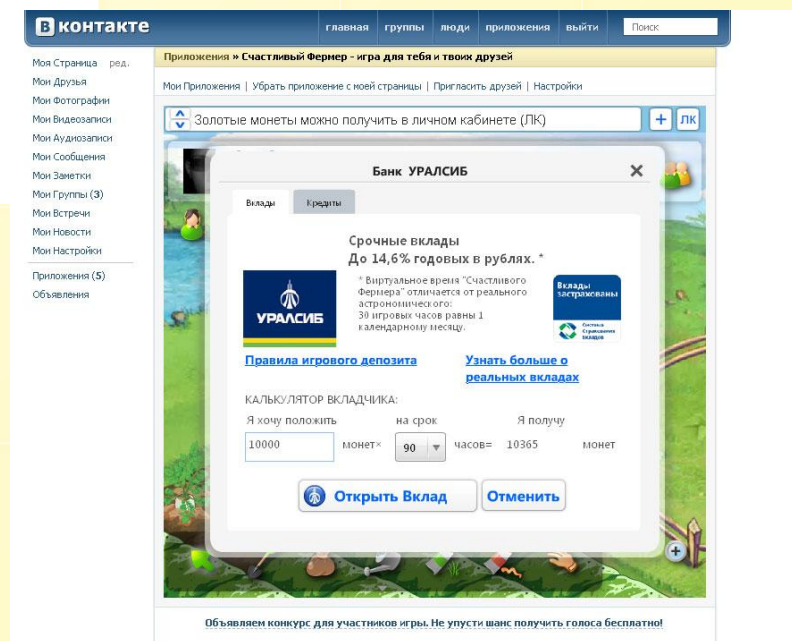 В контакте
главная группы люди приложения выйти Поиск
Приложения » Счастливый Фермер - игра для тебя и твоих друзей
Моя Страница ред.
Мои Друзья
Мои Фотографии
Мои Видеозаписи
Мои Аудиозаписи
Мои Сообщения
Мои Заметки
Мои Группы (3)
Мои Встречи
Мои Новости
Мои Настройки
Приложения (5)
Объявления
Мои Приложения | Убрать приложение с моей страницы | Пригласить друзей | Настройки
Золотые монеты можно получить в личном кабинете (ЛК) + ЛК
Банк УРАЛСИБ
Вклады Кредиты
Срочные вклады
До 14,6% годовых в рублях. *
* Виртуальное время "Счастливого
Фермера" отличается от реального
астрономического:
30 игровых часов равны 1
календарному месяцу.
УРАЛСИБ
Вклады
застрахованы
Система
Страхования
Вкладов
Правила игрового депозита
Узнать больше о
реальных вкладах
КАЛЬКУЛЯТОР ВКЛАДЧИКА:
Я хочу положить на срок Я получу
10000 монет× 90 часов= 10365 монет
Открыть Вклад Отменить
Объявляем конкурс для участников игры. Не упусти шанс получить голоса бесплатно!